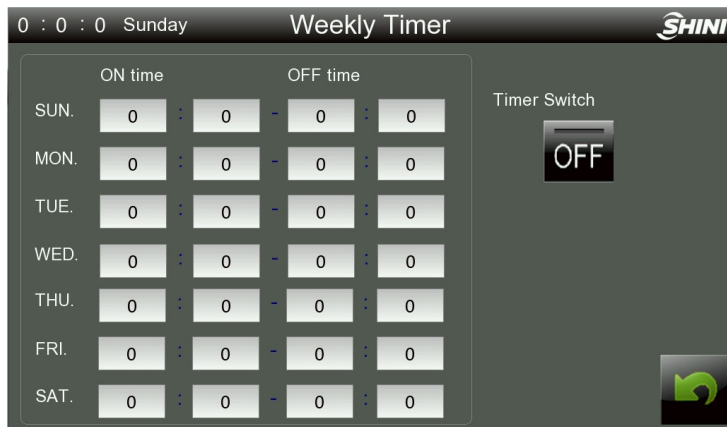 0 : 0 : 0 Sunday Weekly Timer SHINI
ON time OFF time
Timer Switch
SUN. 0 : 0 - 0 : 0
OFF
MON. 0 : 0 - 0 : 0
TUE. 0 : 0 - 0 : 0
WED. 0 : 0 - 0 : 0
THU. 0 : 0 - 0 : 0
FRI. 0 : 0 - 0 : 0
SAT. 0 : 0 - 0 : 0